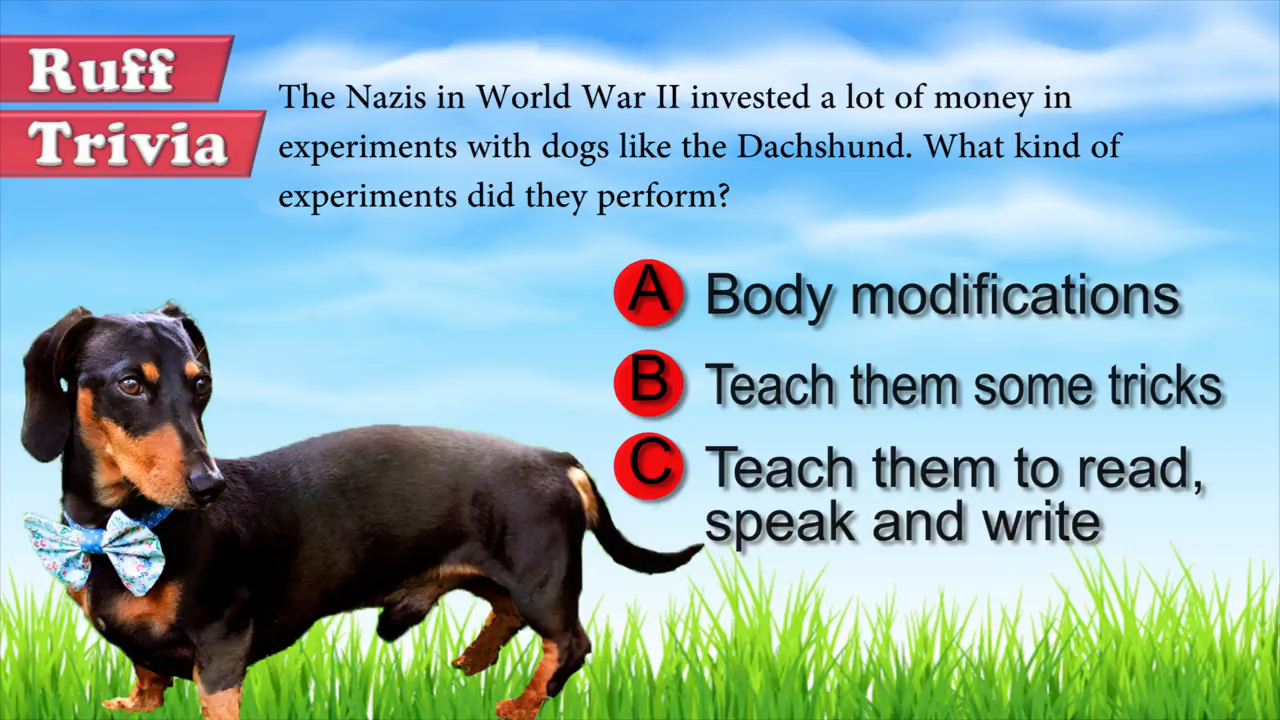 Ruff
Trivia
The Nazis in World War II invested a lot of money in
experiments with dogs like the Dachshund. What kind of
experiments did they perform?
A Body modifications
B Teach them some tricks
C Teach them to read,
speak and write